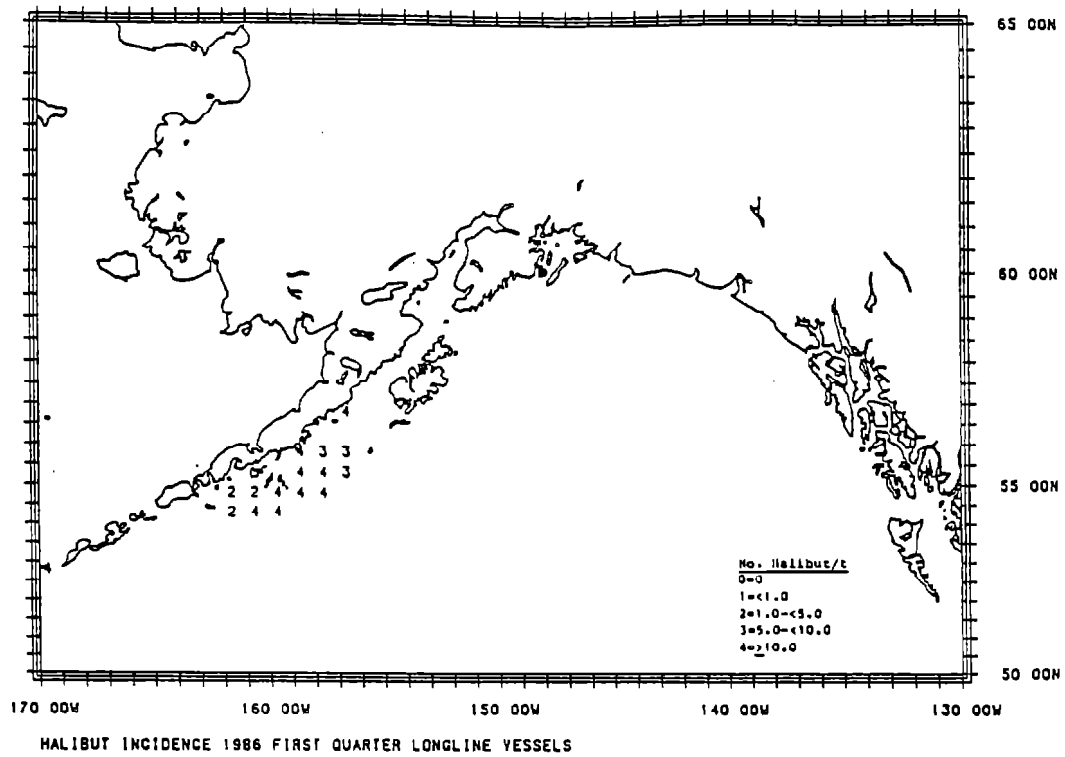 65 00N
60 00N
4
3 3
4 4 3
2 2 4 4 4
55 00N
2 4 4
4
No. Halibut/t
0=0
1=<1.0
2=1.0-<5.0
3=5.0-<10.0
4=≥10.0
50 00N
170 00W 160 00W 150 00W 140 00W 130 00W
HALIBUT INCIDENCE 1986 FIRST QUARTER LONGLINE VESSELS